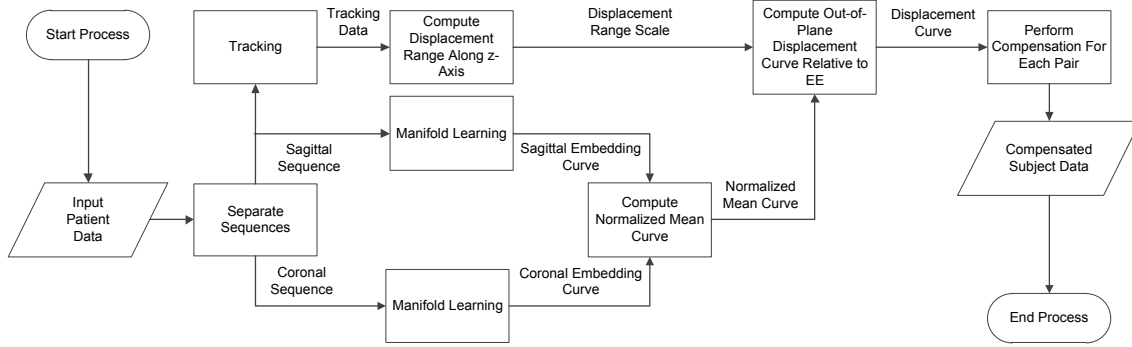 Start Process
Input
Patient
Data
Separate
Sequences
Sagittal
Sequence
Coronal
Sequence
Tracking
Tracking
Data
Compute
Displacement
Range Along z-
Axis
Displacement
Range Scale
Manifold Learning
Sagittal Embedding
Curve
Manifold Learning
Coronal Embedding
Curve
Compute
Normalized Mean
Curve
Normalized
Mean Curve
Compute Out-of-
Plane
Displacement
Curve Relative to
EE
Displacement
Curve
Perform
Compensation For
Each Pair
Compensated
Subject Data
End Process